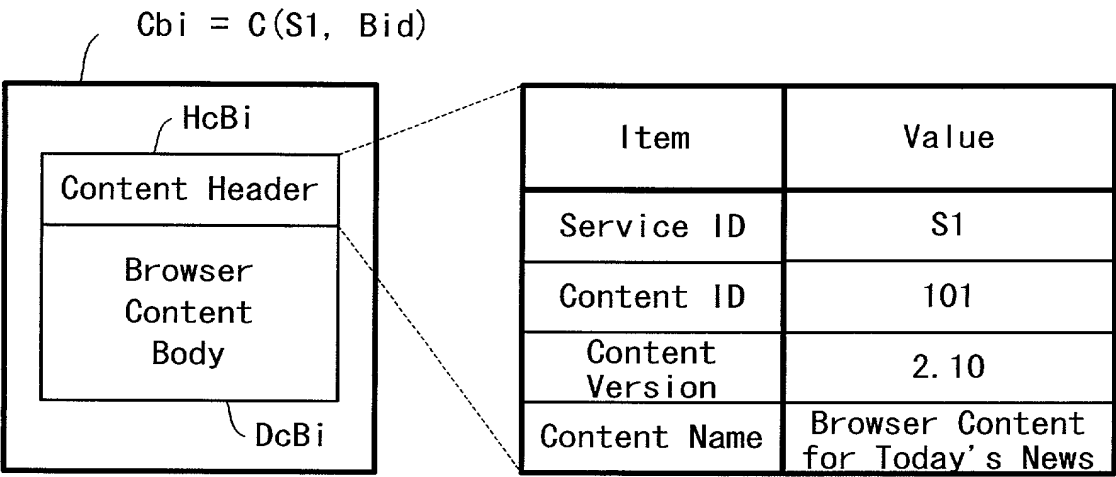 Cbi = C(S1, Bid)
HcBi
Content Header
Browser
Content
Body
DcBi
Item Value
Service ID S1
Content ID 101
Content
Version 2.10
Content Name Browser Content
for Today's News